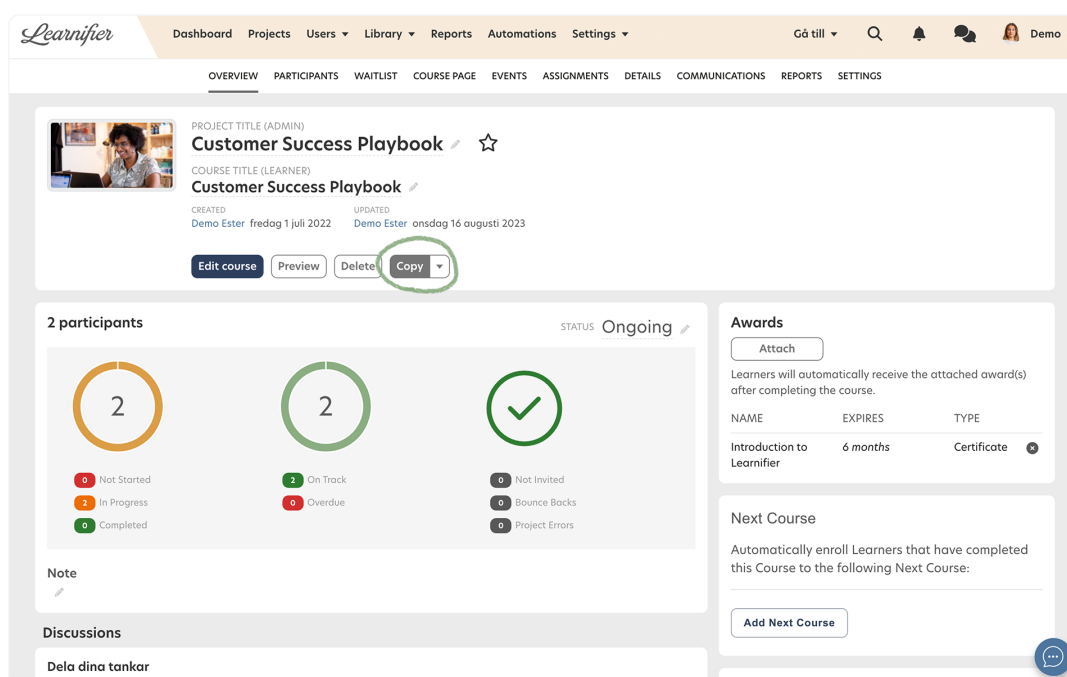 Learnifier
Dashboard Projects Users Library Reports Automations Settings Gå till Demo
OVERVIEW PARTICIPANTS WAITLIST COURSE PAGE EVENTS ASSIGNMENTS DETAILS COMMUNICATIONS REPORTS SETTINGS
PROJECT TITLE (ADMIN)
Customer Success Playbook
COURSE TITLE (LEARNER)
Customer Success Playbook
CREATED UPDATED
Demo Ester fredag 1 juli 2022 Demo Ester onsdag 16 augusti 2023
Edit course Preview Delete Copy
2 participants
STATUS Ongoing
2 2
0 Not Started 2 On Track 0 Not Invited
2 In Progress 0 Overdue 0 Bounce Backs
0 Completed 0 Project Errors
Note
Discussions
Dela dina tankar
Awards
Attach
Learners will automatically receive the attached award(s)
after completing the course.
NAME EXPIRES TYPE
Introduction to 6 months Certificate
Learnifier
Next Course
Automatically enroll Learners that have completed
this Course to the following Next Course:
Add Next Course